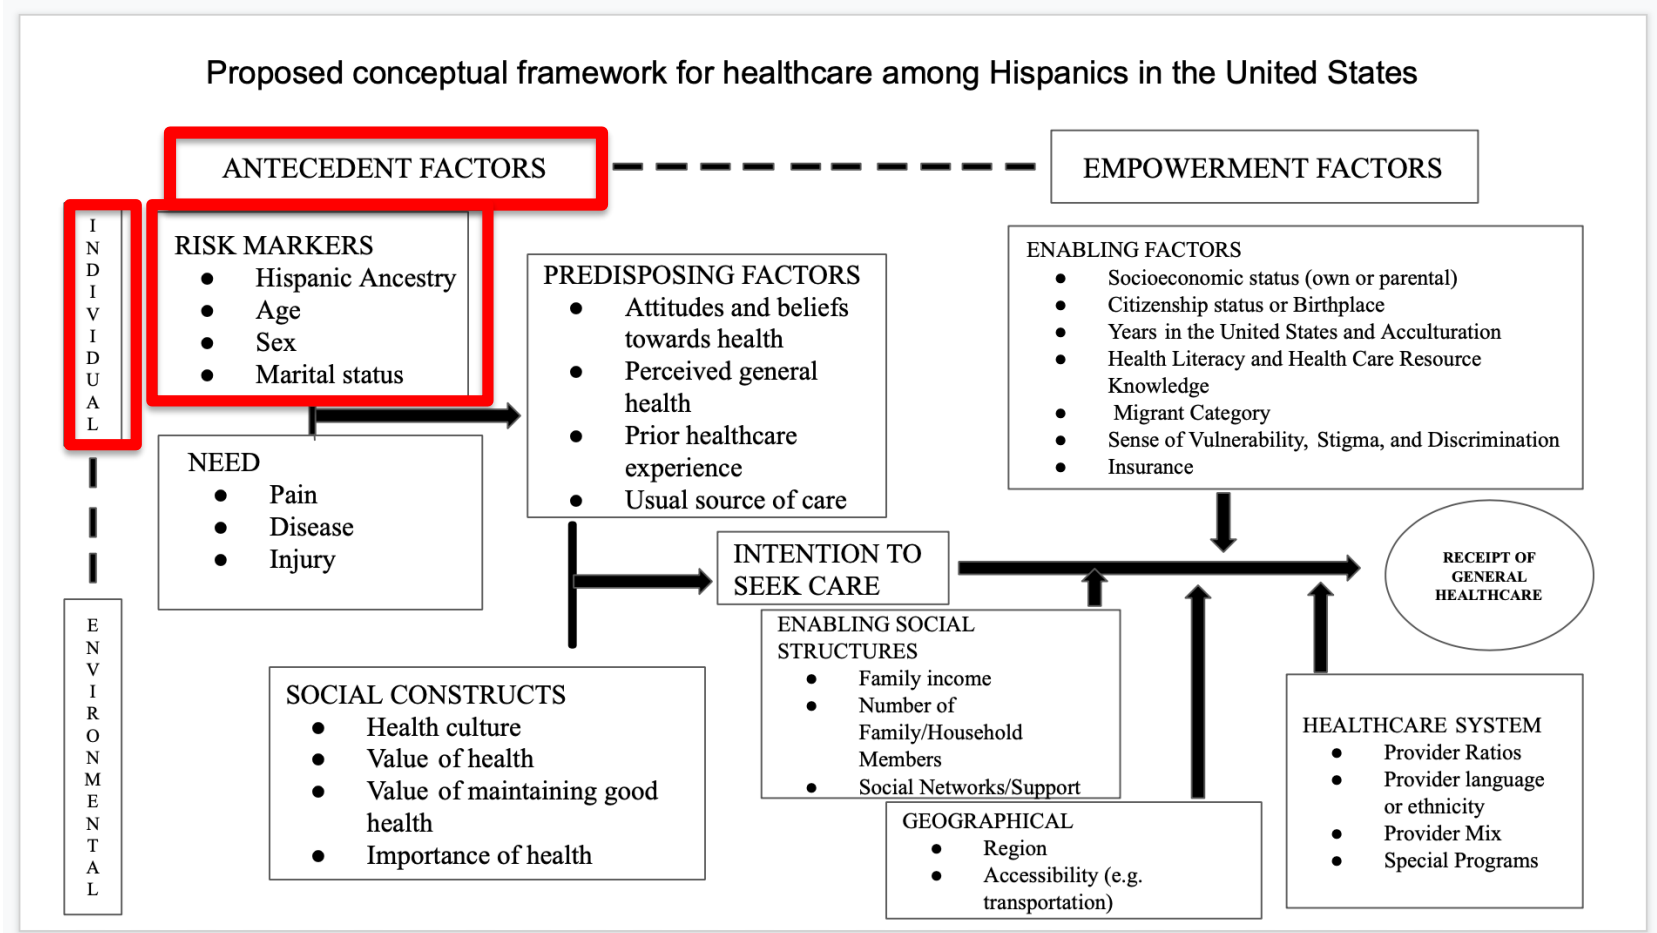 Proposed conceptual framework for healthcare among Hispanics in the United States
ANTECEDENT FACTORS
EMPOWERMENT FACTORS
INDIVIDUAL
RISK MARKERS
● Hispanic Ancestry
● Age
● Sex
● Marital status
PREDISPOSING FACTORS
● Attitudes and beliefs
towards health
● Perceived general
health
● Prior healthcare
experience
● Usual source of care
ENABLING FACTORS
● Socioeconomic status (own or parental)
● Citizenship status or Birthplace
● Years in the United States and Acculturation
● Health Literacy and Health Care Resource
Knowledge
● Migrant Category
● Sense of Vulnerability, Stigma, and Discrimination
● Insurance
NEED
● Pain
● Disease
● Injury
INTENTION TO
SEEK CARE
RECEIPT OF
GENERAL
HEALTHCARE
ENVIRONMENTAL
SOCIAL CONSTRUCTS
● Health culture
● Value of health
● Value of maintaining good
health
● Importance of health
ENABLING SOCIAL
STRUCTURES
● Family income
● Number of
Family/Household
Members
● Social Networks/Support
GEOGRAPHICAL
● Region
● Accessibility (e.g.
transportation)
HEALTHCARE SYSTEM
● Provider Ratios
● Provider language
or ethnicity
● Provider Mix
● Special Programs